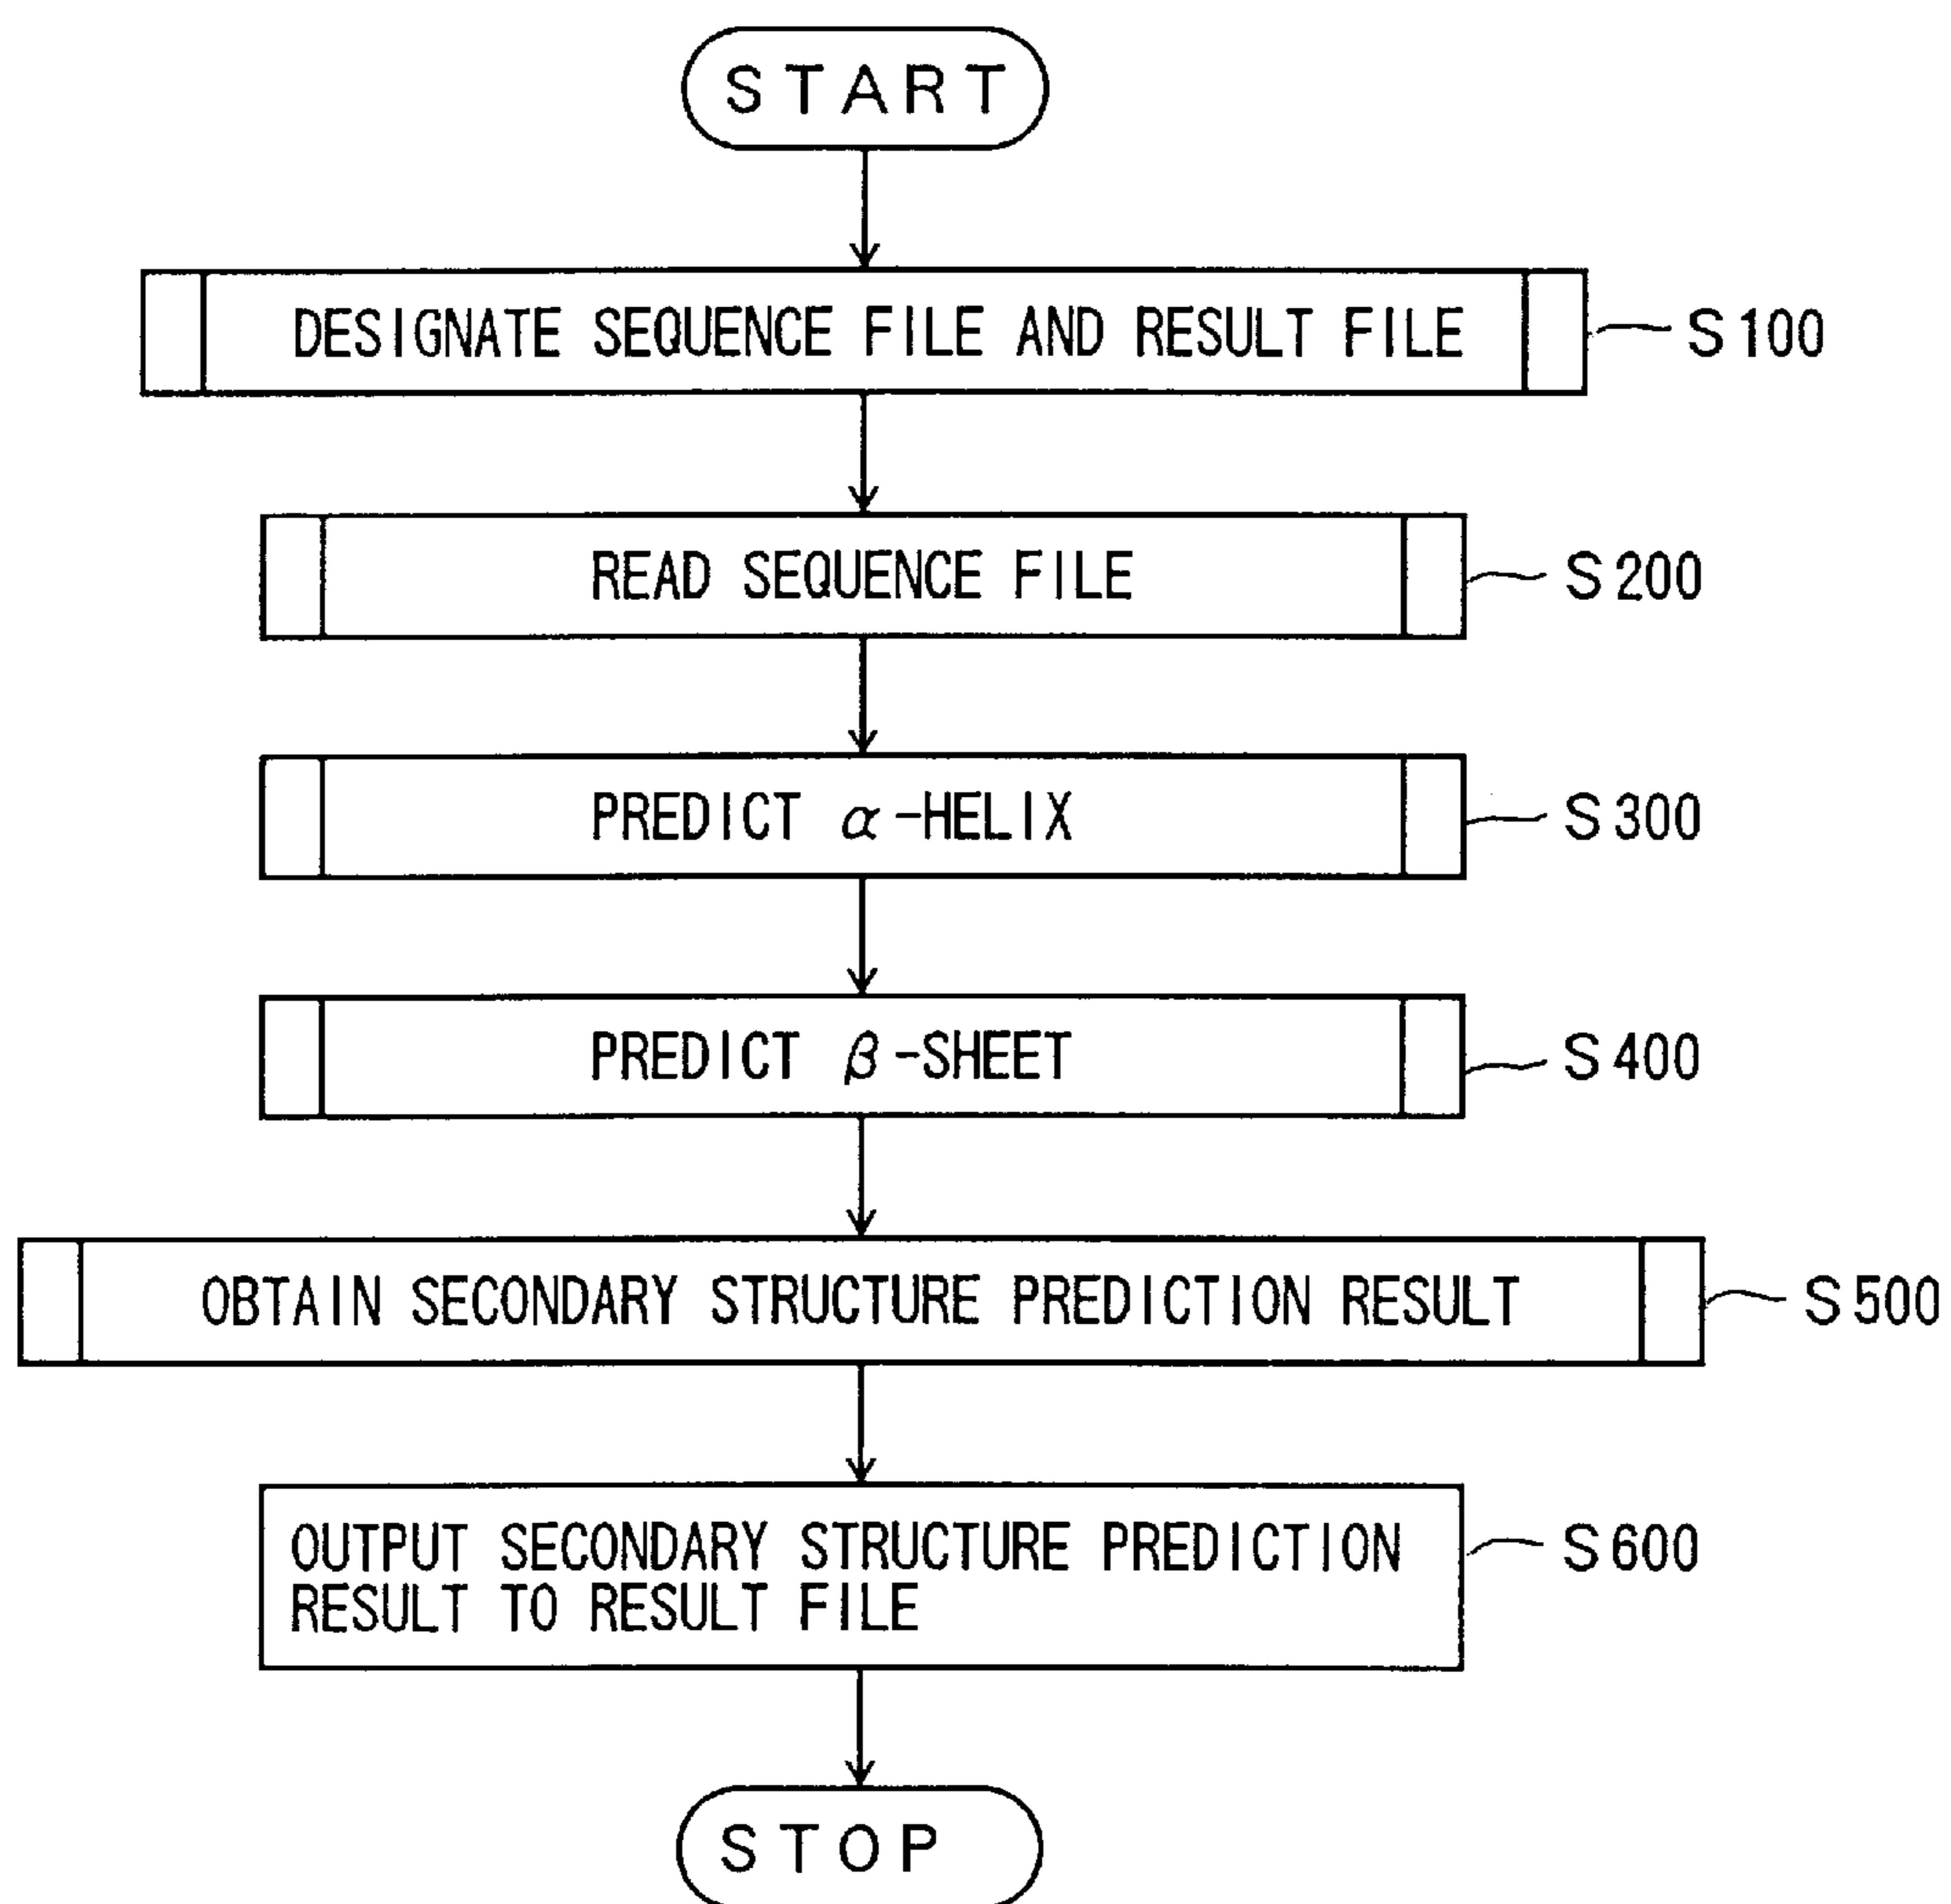 START
DESIGNATE SEQUENCE FILE AND RESULT FILE
S100
READ SEQUENCE FILE
S200
PREDICT α-HELIX
S300
PREDICT β-SHEET
S400
OBTAIN SECONDARY STRUCTURE PREDICTION RESULT
S500
OUTPUT SECONDARY STRUCTURE PREDICTION
RESULT TO RESULT FILE
S600
STOP